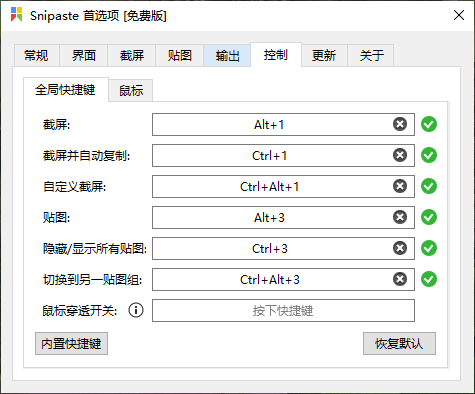 Snipaste 首选项 [免费版]
常规 界面 截屏 贴图 输出 控制 更新 关于
全局快捷键 鼠标
截屏: Alt+1
截屏并自动复制: Ctrl+1
自定义截屏: Ctrl+Alt+1
贴图: Alt+3
隐藏/显示所有贴图: Ctrl+3
切换到另一贴图组: Ctrl+Alt+3
鼠标穿透开关: 按下快捷键
内置快捷键 恢复默认